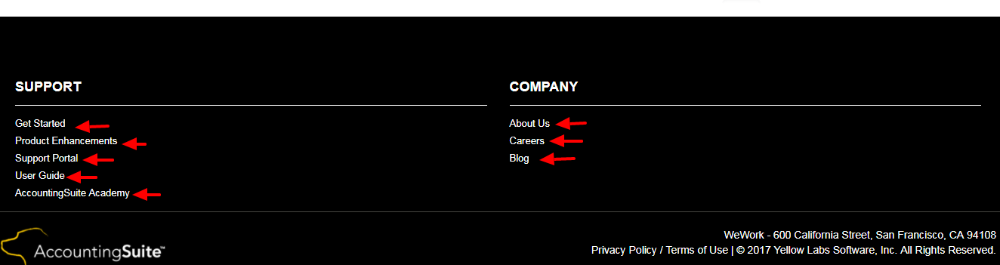 SUPPORT
Get Started
Product Enhancements
Support Portal
User Guide
AccountingSuite Academy
COMPANY
About Us
Careers
Blog
AccountingSuite™
WeWork - 600 California Street, San Francisco, CA 94108
Privacy Policy / Terms of Use | © 2017 Yellow Labs Software, Inc. All Rights Reserved.